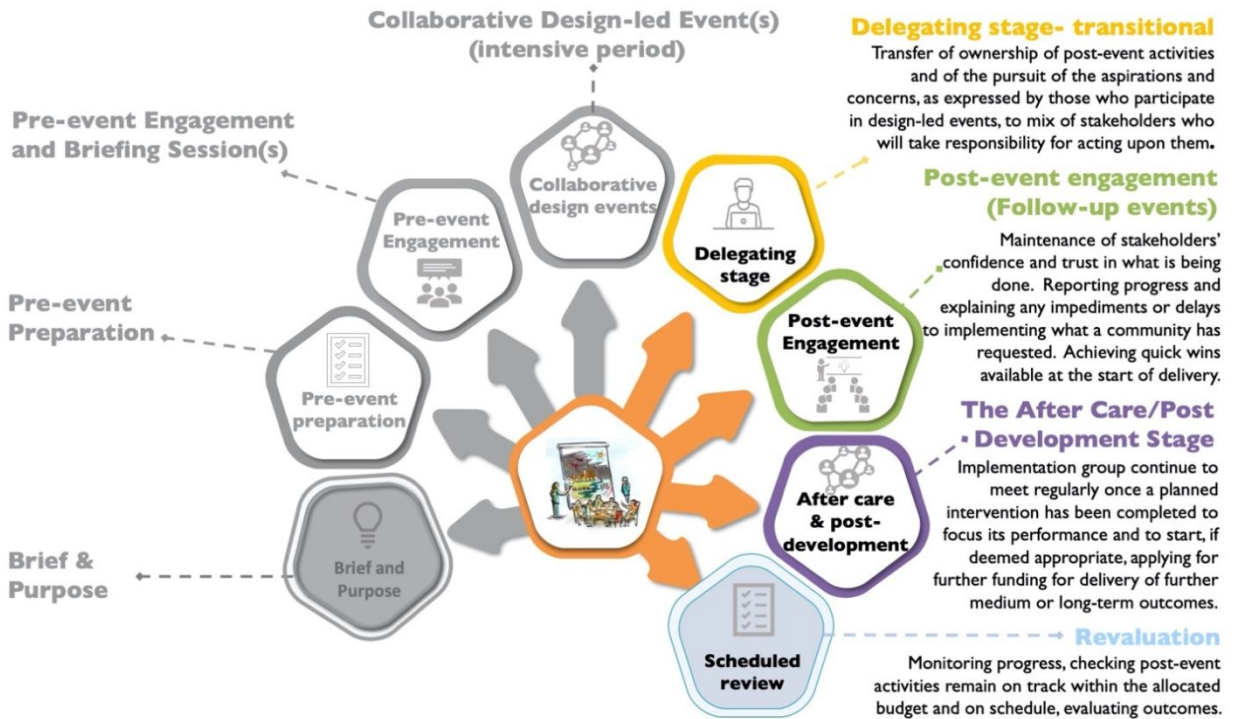 Collaborative Design-led Event(s)
(intensive period)
Pre-event Engagement
and Briefing Session(s)
Pre-event
Preparation
Brief &
Purpose
Brief and
Purpose
Pre-event
preparation
Pre-event
Engagement
Collaborative
design events
Delegating
stage
Post-event
Engagement
After care
& post-
development
Scheduled
review
Delegating stage- transitional
Transfer of ownership of post-event activities
and of the pursuit of the aspirations and
concerns, as expressed by those who participate
in design-led events, to mix of stakeholders who
will take responsibility for acting upon them.
Post-event engagement
(Follow-up events)
Maintenance of stakeholders'
confidence and trust in what is being
done. Reporting progress and
explaining any impediments or delays
to implementing what a community has
requested. Achieving quick wins
available at the start of delivery.
The After Care/Post
Development Stage
Implementation group continue to
meet regularly once a planned
intervention has been completed to
focus its performance and to start, if
deemed appropriate, applying for
further funding for delivery of further
medium or long-term outcomes.
Revaluation
Monitoring progress, checking post-event
activities remain on track within the allocated
budget and on schedule, evaluating outcomes.